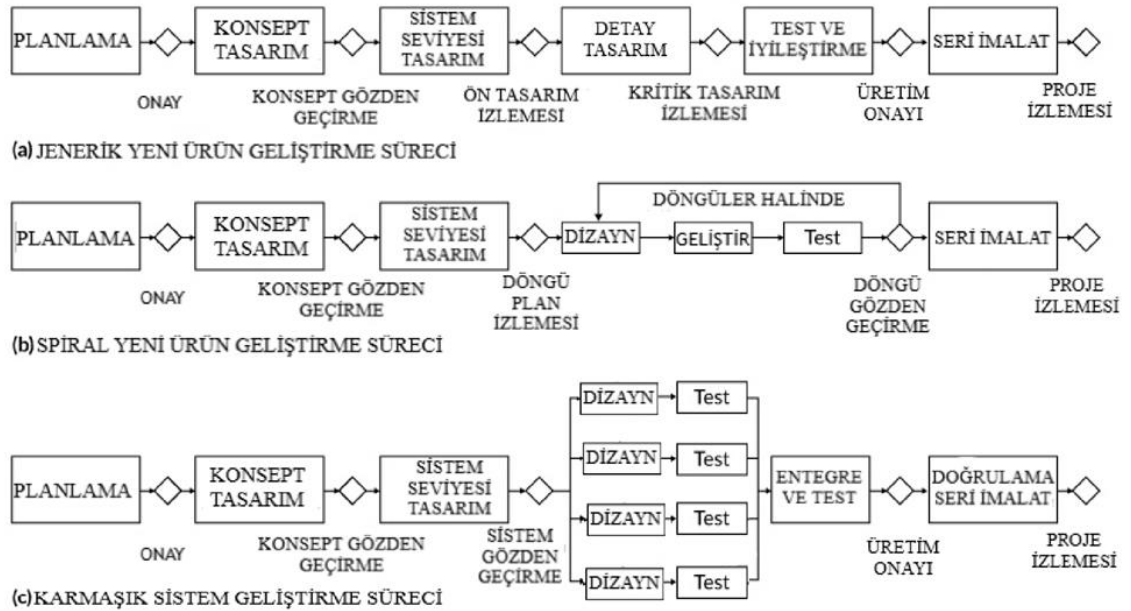 PLANLAMA
KONSEPT
TASARIM
SİSTEM
SEVİYESİ
TASARIM
DETAY
TASARIM
TEST VE
İYİLEŞTİRME
SERİ İMALAT
ONAY
KONSEPT GÖZDEN
GEÇİRME
ÖN TASARIM
İZLEMESİ
KRİTİK TASARIM
İZLEMESİ
ÜRETİM
ONAYI
PROJE
İZLEMESİ
(a) JENERİK YENİ ÜRÜN GELİŞTİRME SÜRECİ
DÖNGÜLER HALİNDE
PLANLAMA
KONSEPT
TASARIM
SİSTEM
SEVİYESİ
TASARIM
DİZAYN
GELİŞTİR
Test
SERİ İMALAT
ONAY
KONSEPT GÖZDEN
GEÇİRME
DÖNGÜ
PLAN
İZLEMESİ
DÖNGÜ
GÖZDEN
GEÇİRME
PROJE
İZLEMESİ
(b) SPİRAL YENİ ÜRÜN GELİŞTİRME SÜRECİ
PLANLAMA
KONSEPT
TASARIM
SİSTEM
SEVİYESİ
TASARIM
DİZAYN
Test
DİZAYN
Test
DİZAYN
Test
DİZAYN
Test
ENTEGRE
VE TEST
DOĞRULAMA
SERİ İMALAT
ONAY
KONSEPT GÖZDEN
GEÇİRME
SİSTEM
GÖZDEN
GEÇİRME
ÜRETİM
ONAYI
PROJE
İZLEMESİ
(c) KARMAŞIK SİSTEM GELİŞTİRME SÜRECİ